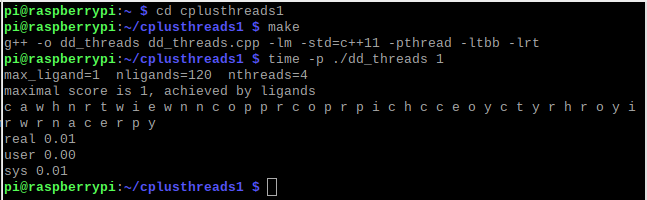 pi@raspberrypi:~ $ cd cplusthreads1
pi@raspberrypi:~/cplusthreads1 $ make
g++ -o dd_threads dd_threads.cpp -lm -std=c++11 -pthread -ltbb -lrt
pi@raspberrypi:~/cplusthreads1 $ time -p ./dd_threads 1
max_ligand=1  nligands=120  nthreads=4
maximal score is 1, achieved by ligands
c a w h n r t w i e w n n c o p p r c o p r p i c h c c e o y c t y r h r o y i
r w r n a c e r p y
real 0.01
user 0.00
sys 0.01
pi@raspberrypi:~/cplusthreads1 $